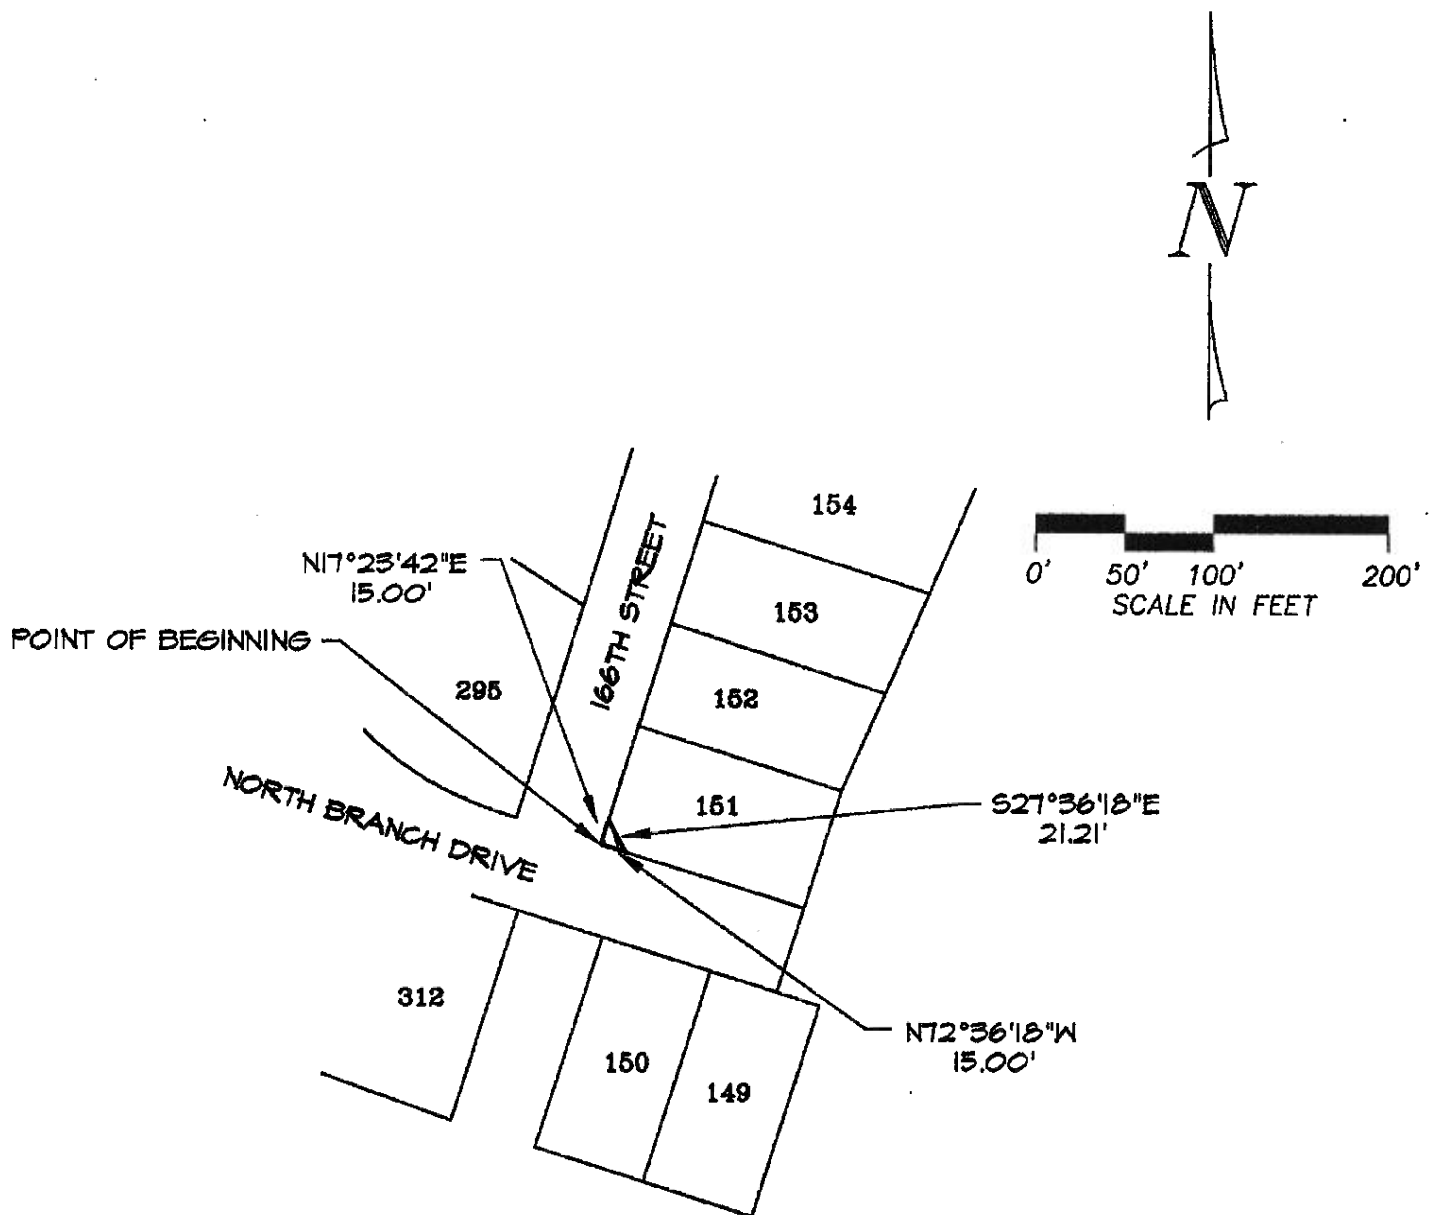 N
154
0' 50' 100' 200'
SCALE IN FEET
N17°23'42"E
15.00'
166TH STREET
153
POINT OF BEGINNING
295
152
NORTH BRANCH DRIVE
151
S27°36'18"E
21.21'
312
N72°36'18"W
15.00'
150
149